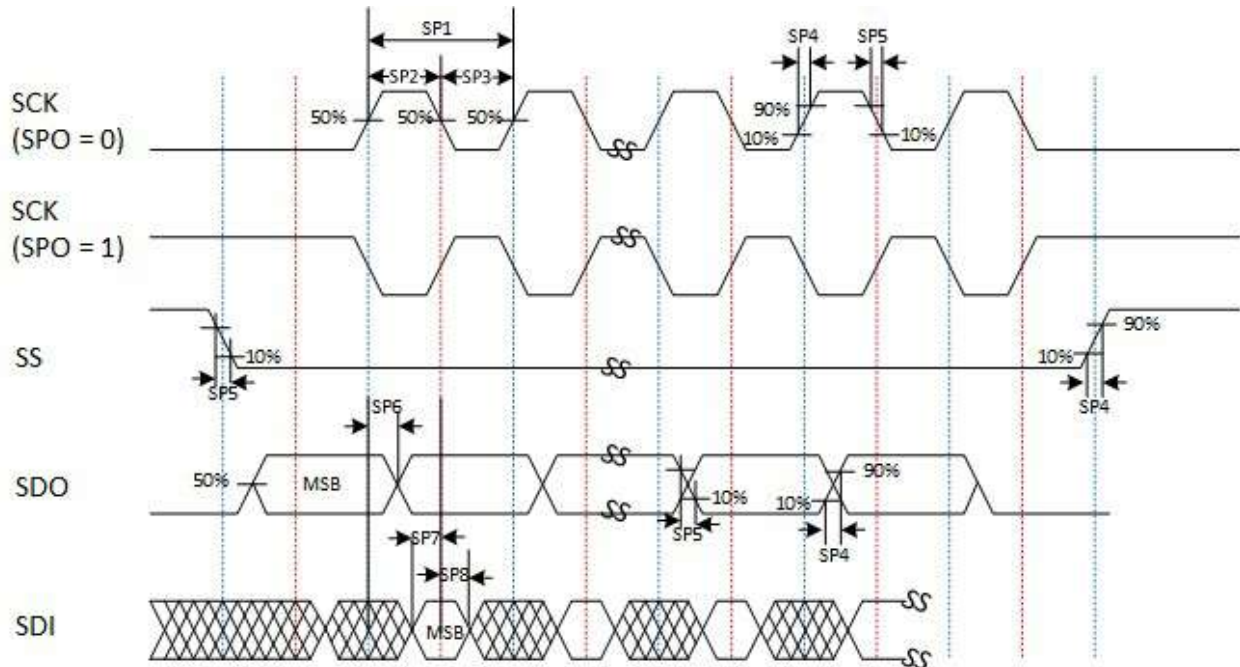 SP1
SP4 SP5
SP2 SP3
SCK
(SPO = 0)
50% 50% 50% 90%
10% 10%
SCK
(SPO = 1)
SS
10% 10% 90%
SP5 SP4
SP6
SDO
50% MSB 10% 10% 90%
SP5 SP4
SP7
SP8
SDI
MSB